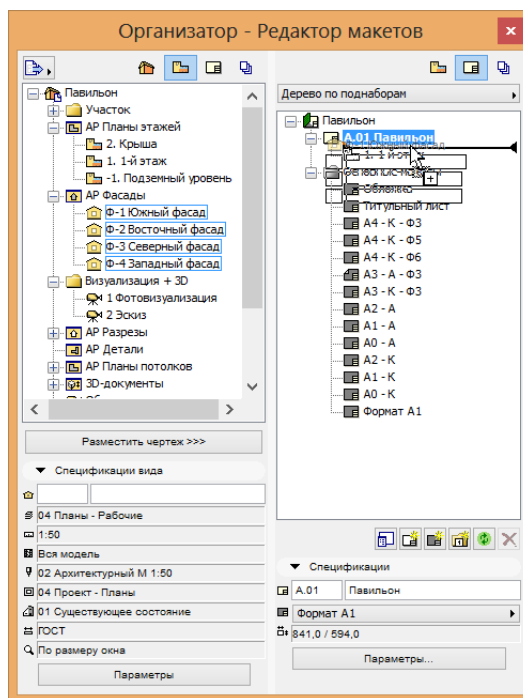 Организатор - Редактор макетов
Павильон
Участок
АР Планы этажей
2. Крыша
1. 1-й этаж
-1. Подземный уровень
АР Фасады
Ф-1 Южный фасад
Ф-2 Восточный фасад
Ф-3 Северный фасад
Ф-4 Западный фасад
Визуализация + 3D
1 Фотовизуализация
2 Эскиз
АР Разрезы
АР Детали
АР Планы потолков
3D-документы
Разместить чертеж >>>
Спецификации вида
04 Планы - Рабочие
1:50
Вся модель
02 Архитектурный М 1:50
04 Проект - Планы
01 Существующее состояние
ГОСТ
По размеру окна
Параметры
Дерево по поднаборам
Павильон
А.01 Павильон
1. 1-й этаж
Основные макеты
Обложка
Титульный лист
А4 - К - Ф3
А4 - К - Ф5
А4 - К - Ф6
А3 - А - Ф3
А3 - К - Ф3
А2 - А
А1 - А
А0 - А
А2 - К
А1 - К
А0 - К
Формат А1
Спецификации
А.01 Павильон
Формат А1
841,0 / 594,0
Параметры...